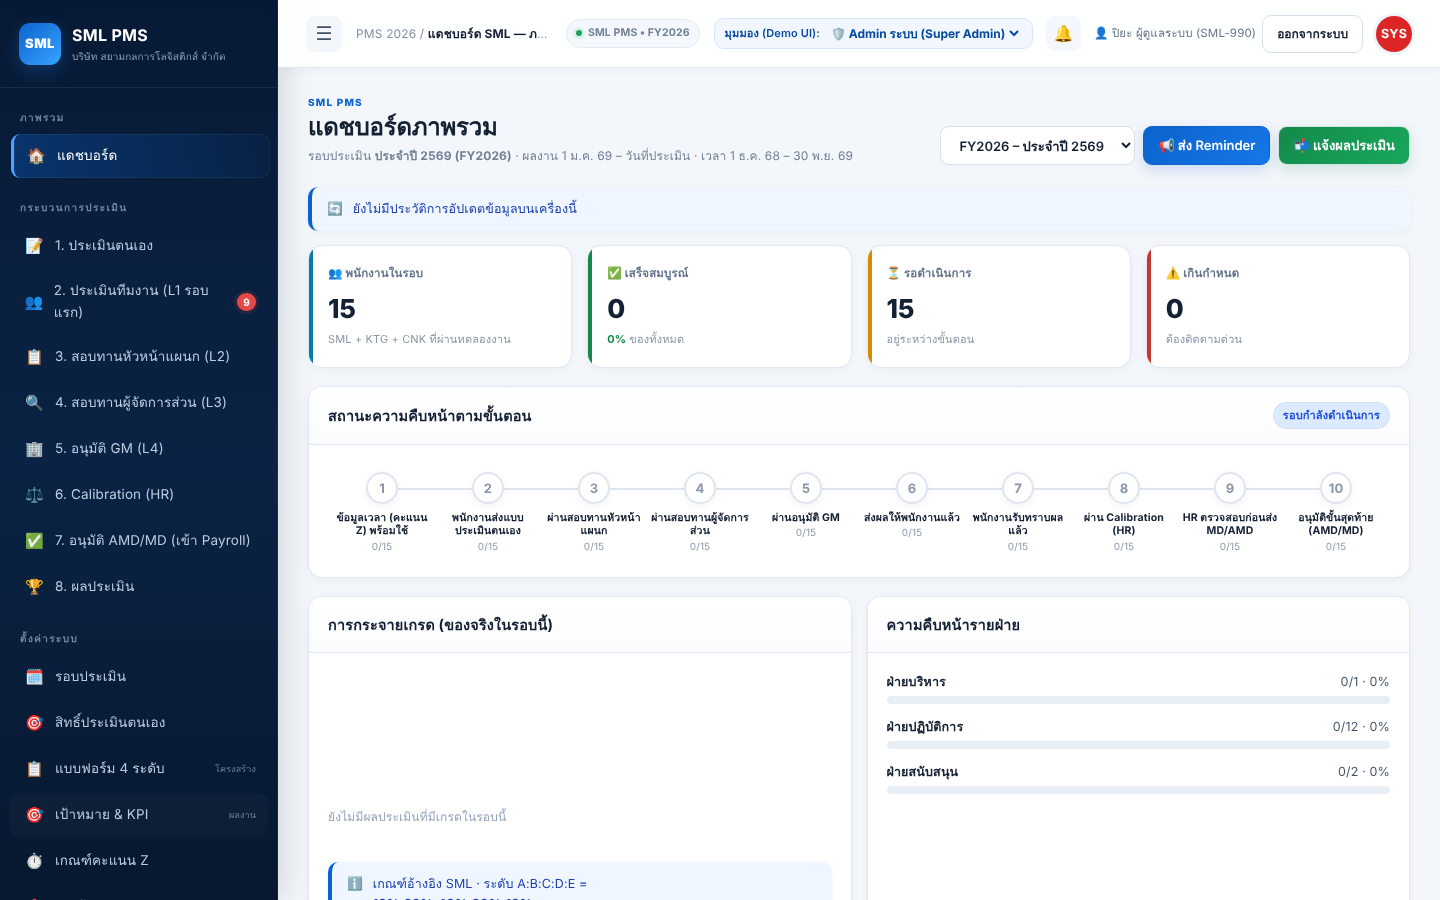 SML
SML PMS
บริษัท สยามกลการโลจิสติกส์ จำกัด
ภาพรวม
แดชบอร์ด
กระบวนการประเมิน
1. ประเมินตนเอง
2. ประเมินทีมงาน (L1 รอบ
แรก)
9
3. สอบทานหัวหน้าแผนก (L2)
4. สอบทานผู้จัดการส่วน (L3)
5. อนุมัติ GM (L4)
6. Calibration (HR)
7. อนุมัติ AMD/MD (เข้า Payroll)
8. ผลประเมิน
ตั้งค่าระบบ
รอบประเมิน
สิทธิ์ประเมินตนเอง
แบบฟอร์ม 4 ระดับ
โครงสร้าง
เป้าหมาย & KPI
ผลงาน
เกณฑ์คะแนน Z
PMS 2026 / แดชบอร์ด SML — ภ...
SML PMS • FY2026
มุมมอง (Demo UI): Admin ระบบ (Super Admin)
ปิยะ ผู้ดูแลระบบ (SML-990)
ออกจากระบบ
SYS
SML PMS
แดชบอร์ดภาพรวม
รอบประเมิน ประจำปี 2569 (FY2026) · ผลงาน 1 ม.ค. 69 – วันที่ประเมิน · เวลา 1 ธ.ค. 68 – 30 พ.ย. 69
FY2026 – ประจำปี 2569
ส่ง Reminder
แจ้งผลประเมิน
ยังไม่มีประวัติการอัปเดตข้อมูลบนเครื่องนี้
พนักงานในรอบ
15
SML + KTG + CNK ที่ผ่านทดลองงาน
เสร็จสมบูรณ์
0
0% ของทั้งหมด
รอดำเนินการ
15
อยู่ระหว่างขั้นตอน
เกินกำหนด
0
ต้องติดตามด่วน
สถานะความคืบหน้าตามขั้นตอน
รอบกำลังดำเนินการ
1
ข้อมูลเวลา (คะแนน
Z) พร้อมใช้
0/15
2
พนักงานส่งแบบ
ประเมินตนเอง
0/15
3
ผ่านสอบทานหัวหน้า
แผนก
0/15
4
ผ่านสอบทานผู้จัดการ
ส่วน
0/15
5
ผ่านอนุมัติ GM
0/15
6
ส่งผลให้พนักงานแล้ว
0/15
7
พนักงานรับทราบผล
แล้ว
0/15
8
ผ่าน Calibration
(HR)
0/15
9
HR ตรวจสอบก่อนส่ง
MD/AMD
0/15
10
อนุมัติขั้นสุดท้าย
(AMD/MD)
0/15
การกระจายเกรด (ของจริงในรอบนี้)
ยังไม่มีผลประเมินที่มีเกรดในรอบนี้
เกณฑ์อ้างอิง SML · ระดับ A:B:C:D:E =
ความคืบหน้ารายฝ่าย
ฝ่ายบริหาร
0/1 · 0%
ฝ่ายปฏิบัติการ
0/12 · 0%
ฝ่ายสนับสนุน
0/2 · 0%